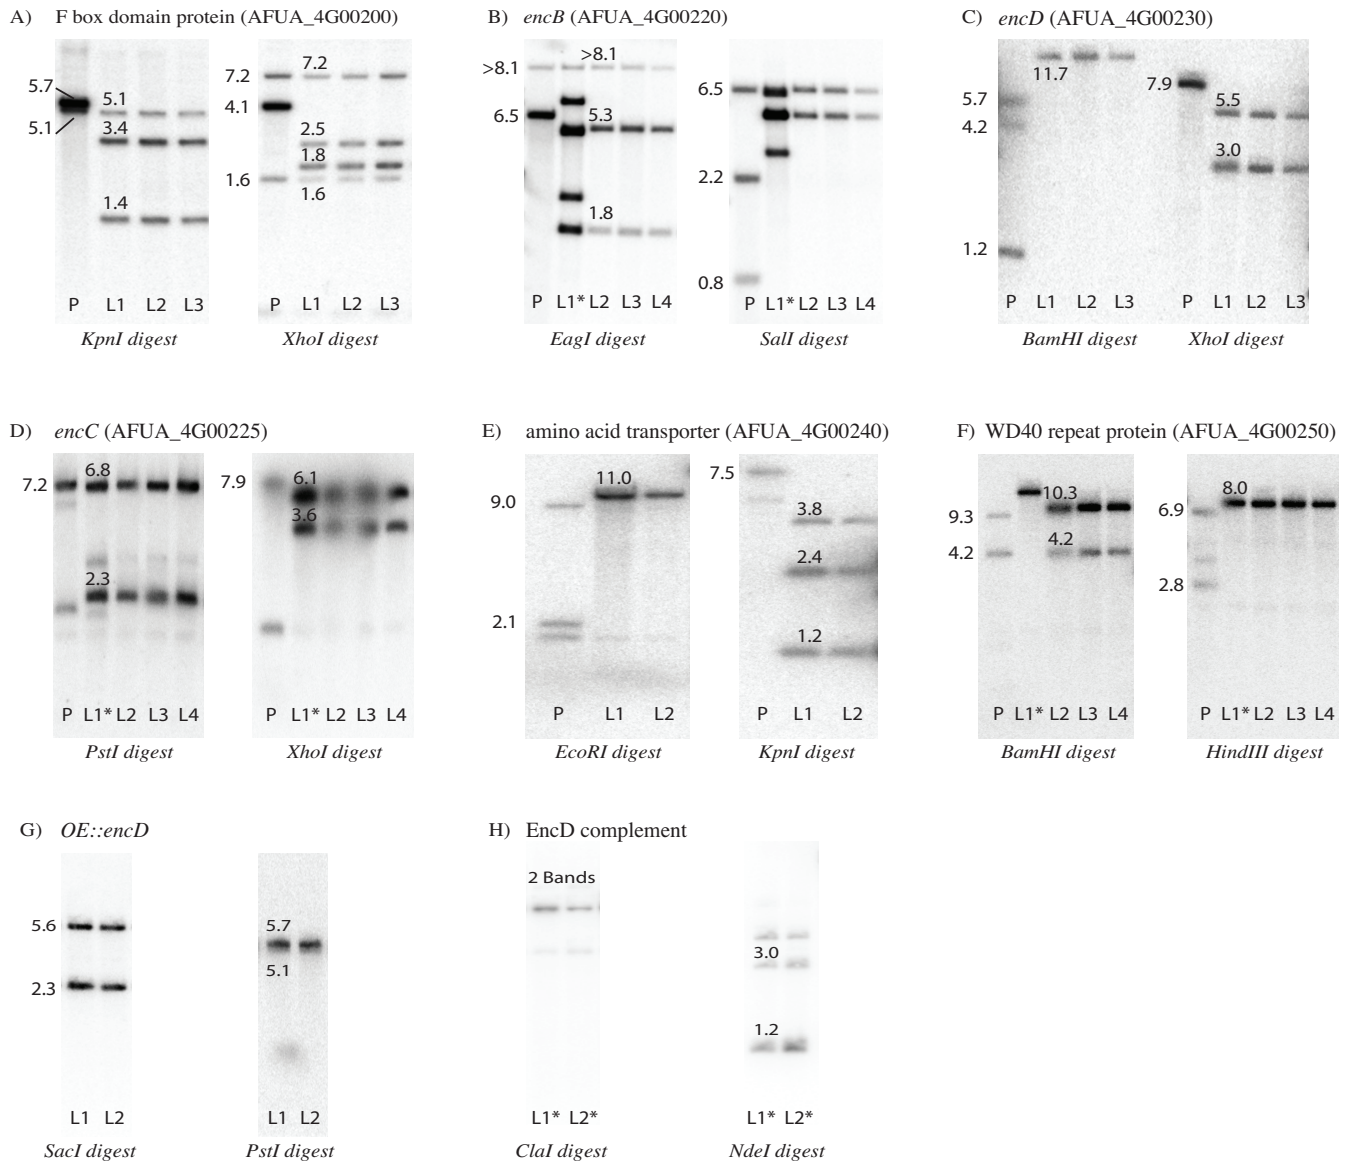 A) F box domain protein (AFUA_4G00200)
5.7
5.1
5.1
3.4
1.4
P L1 L2 L3
KpnI digest
7.2
4.1
1.6
7.2
2.5
1.8
1.6
P L1 L2 L3
XhoI digest
B) encB (AFUA_4G00220)
>8.1
6.5
>8.1
5.3
1.8
P L1* L2 L3 L4
EagI digest
6.5
2.2
0.8
P L1* L2 L3 L4
SalI digest
C) encD (AFUA_4G00230)
5.7
4.2
1.2
11.7
P L1 L2 L3
BamHI digest
7.9
5.5
3.0
P L1 L2 L3
XhoI digest
D) encC (AFUA_4G00225)
7.2
6.8
2.3
P L1* L2 L3 L4
PstI digest
7.9
6.1
3.6
P L1* L2 L3 L4
XhoI digest
E) amino acid transporter (AFUA_4G00240)
9.0
2.1
11.0
P L1 L2
EcoRI digest
7.5
3.8
2.4
1.2
P L1 L2
KpnI digest
F) WD40 repeat protein (AFUA_4G00250)
9.3
4.2
10.3
4.2
P L1* L2 L3 L4
BamHI digest
6.9
2.8
8.0
P L1* L2 L3 L4
HindIII digest
G) OE::encD
5.6
2.3
L1 L2
SacI digest
5.7
5.1
L1 L2
PstI digest
H) EncD complement
2 Bands
L1* L2*
ClaI digest
3.0
1.2
L1* L2*
NdeI digest